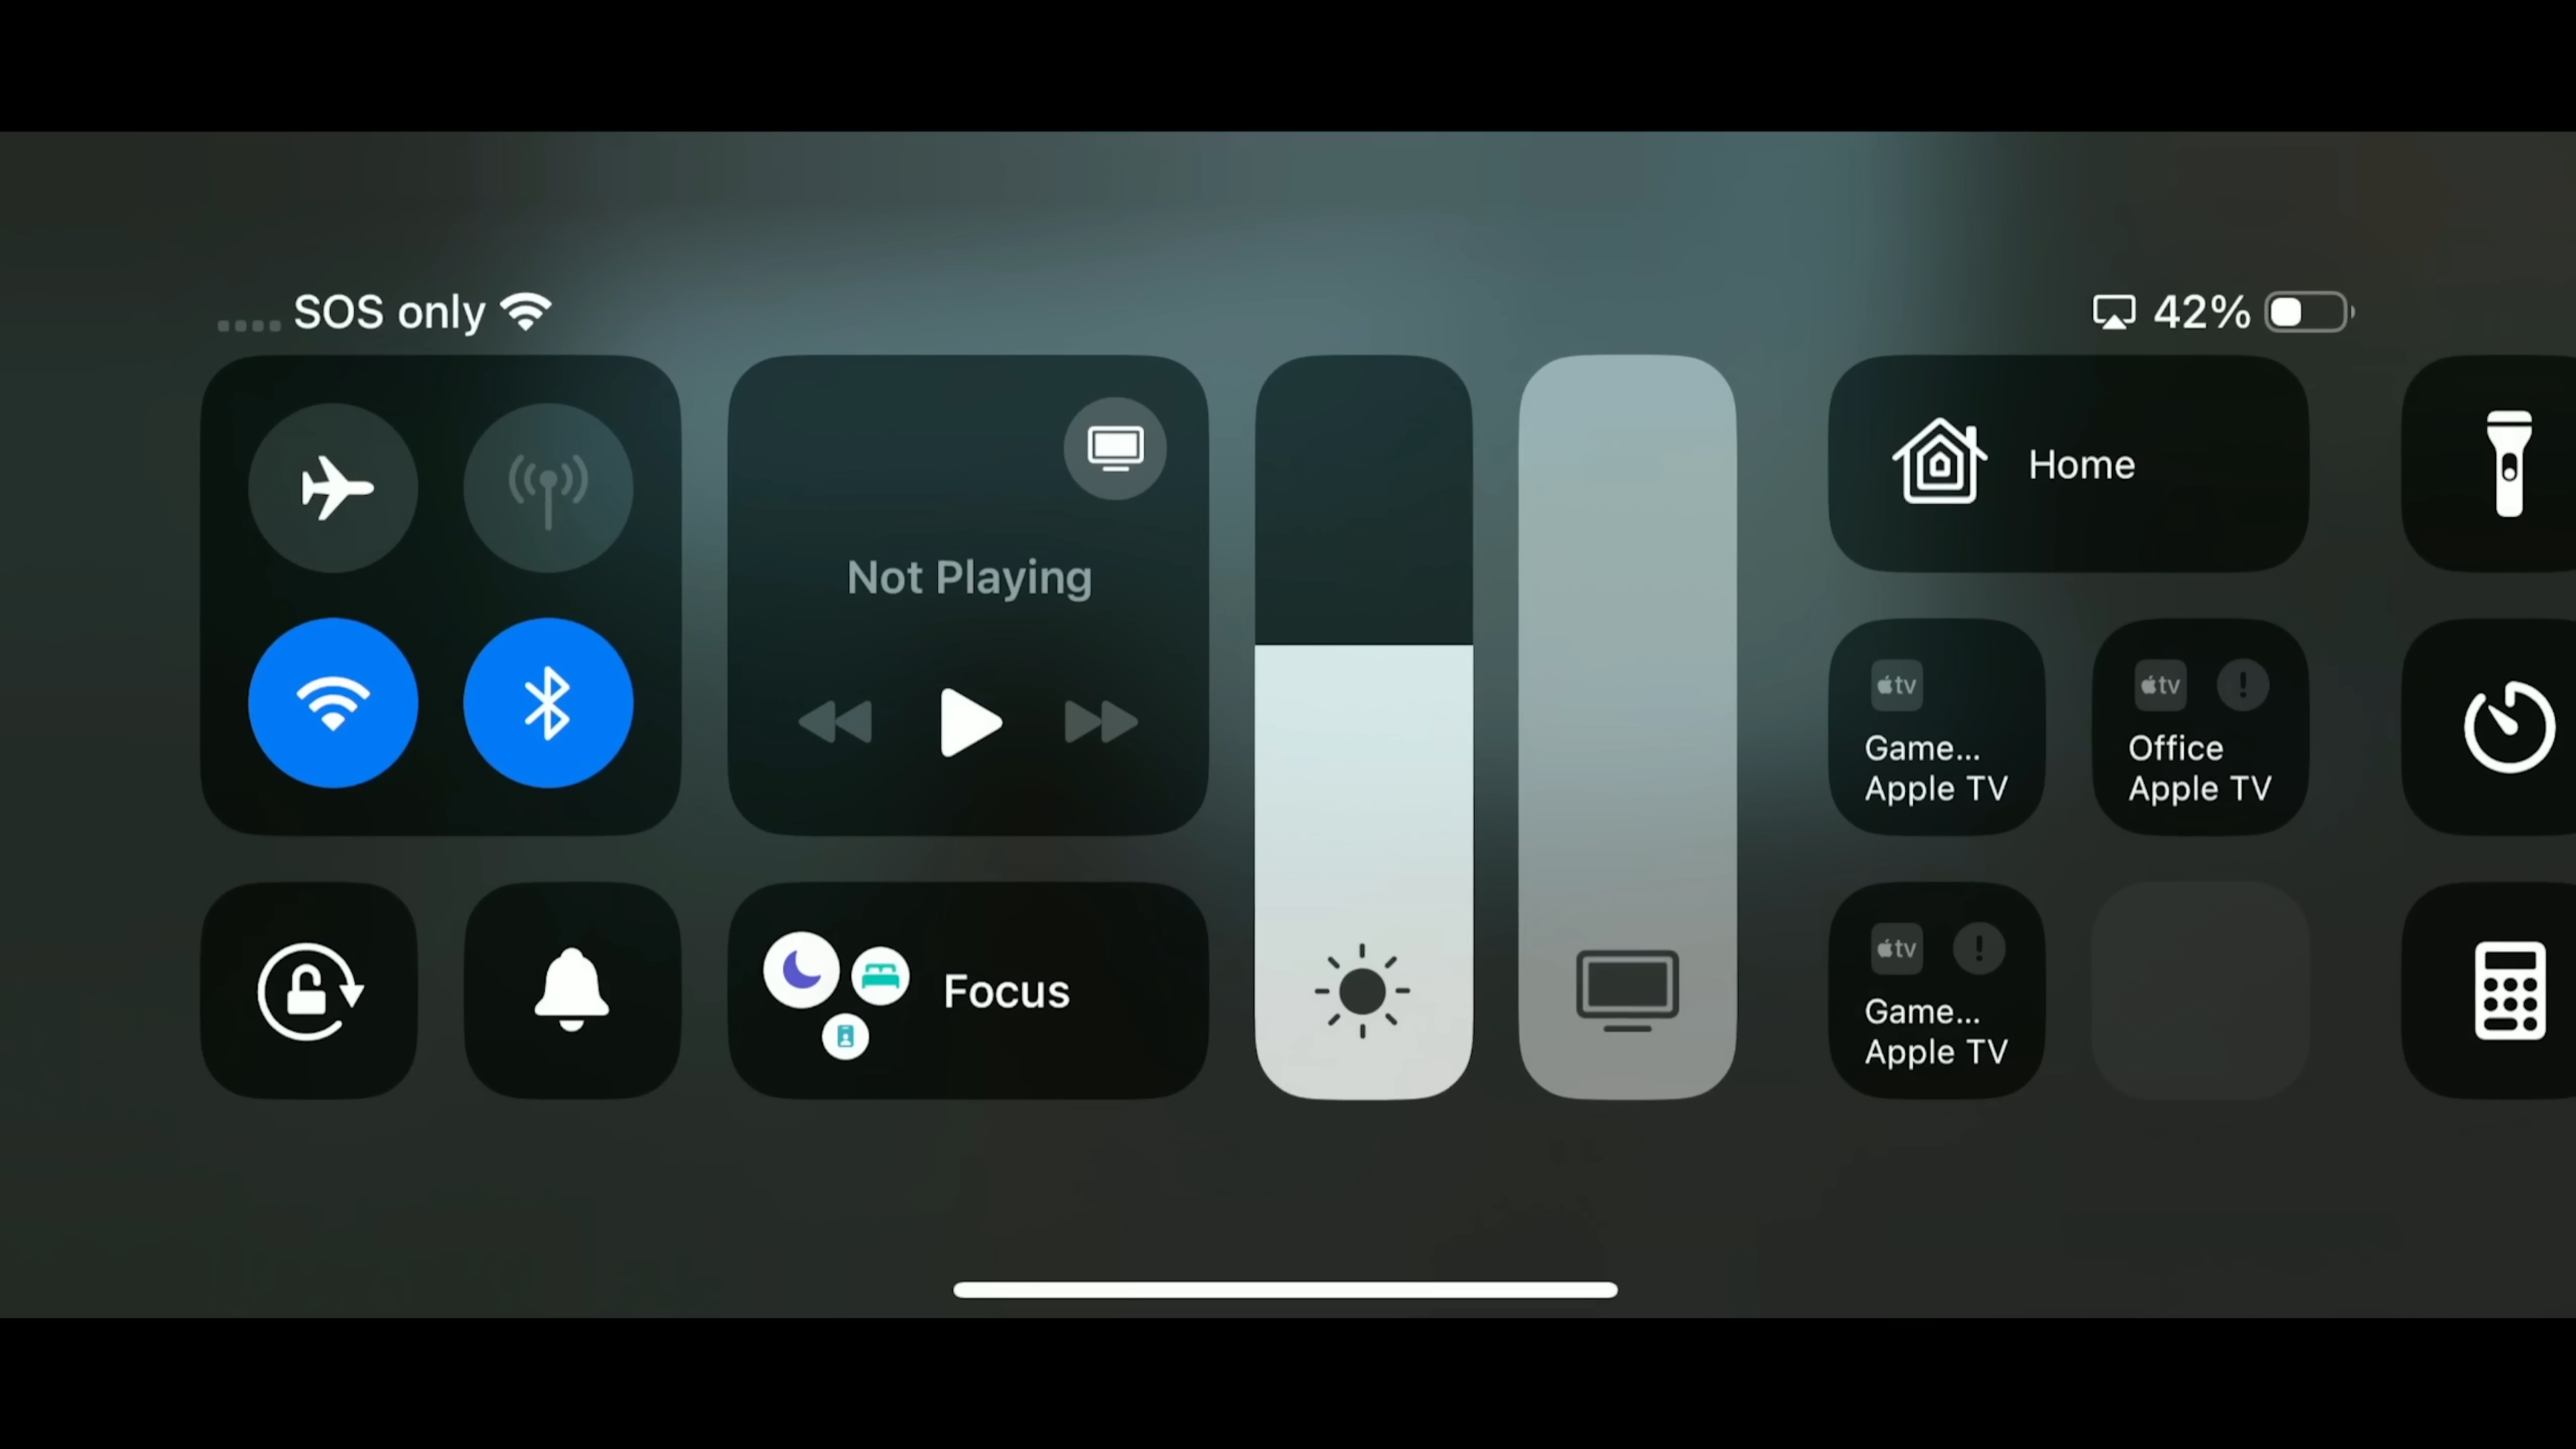 SOS only
42%
Not Playing
Home
tv
Game...
Apple TV
tv
!
Office
Apple TV
Focus
tv
!
Game...
Apple TV